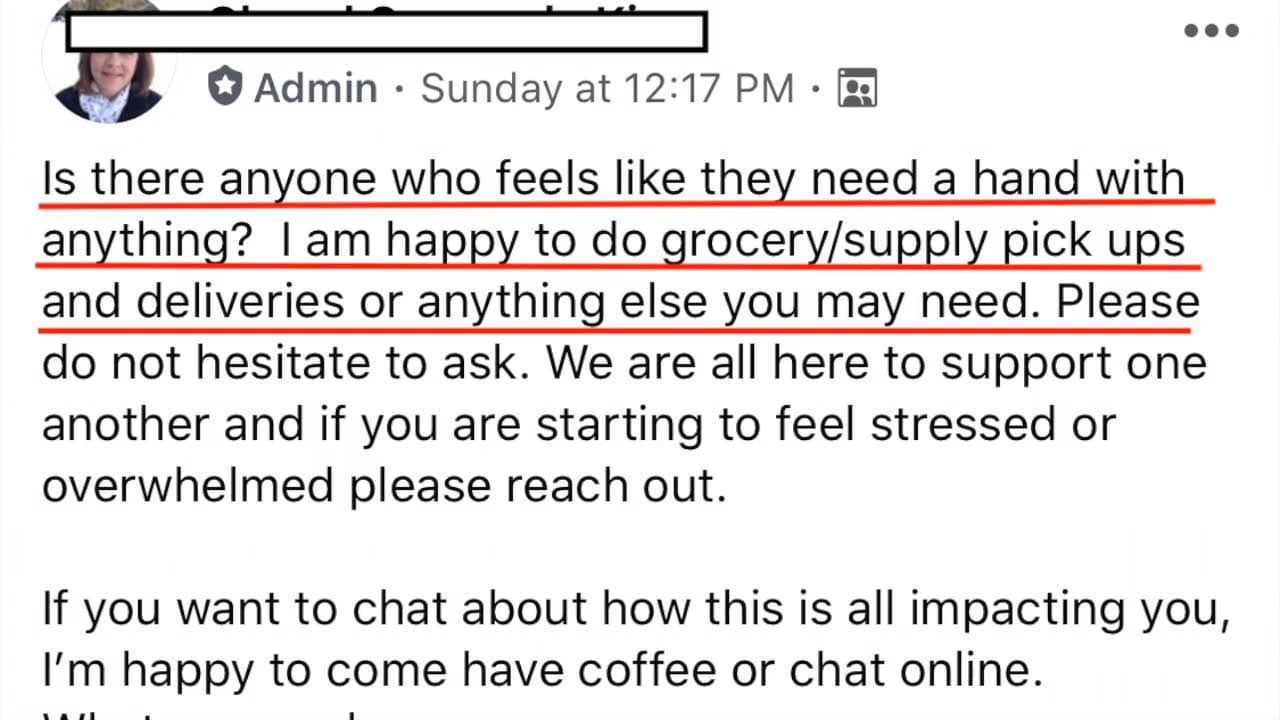 Admin · Sunday at 12:17 PM ·
Is there anyone who feels like they need a hand with
anything?  I am happy to do grocery/supply pick ups
and deliveries or anything else you may need. Please
do not hesitate to ask. We are all here to support one
another and if you are starting to feel stressed or
overwhelmed please reach out.
If you want to chat about how this is all impacting you,
I’m happy to come have coffee or chat online.